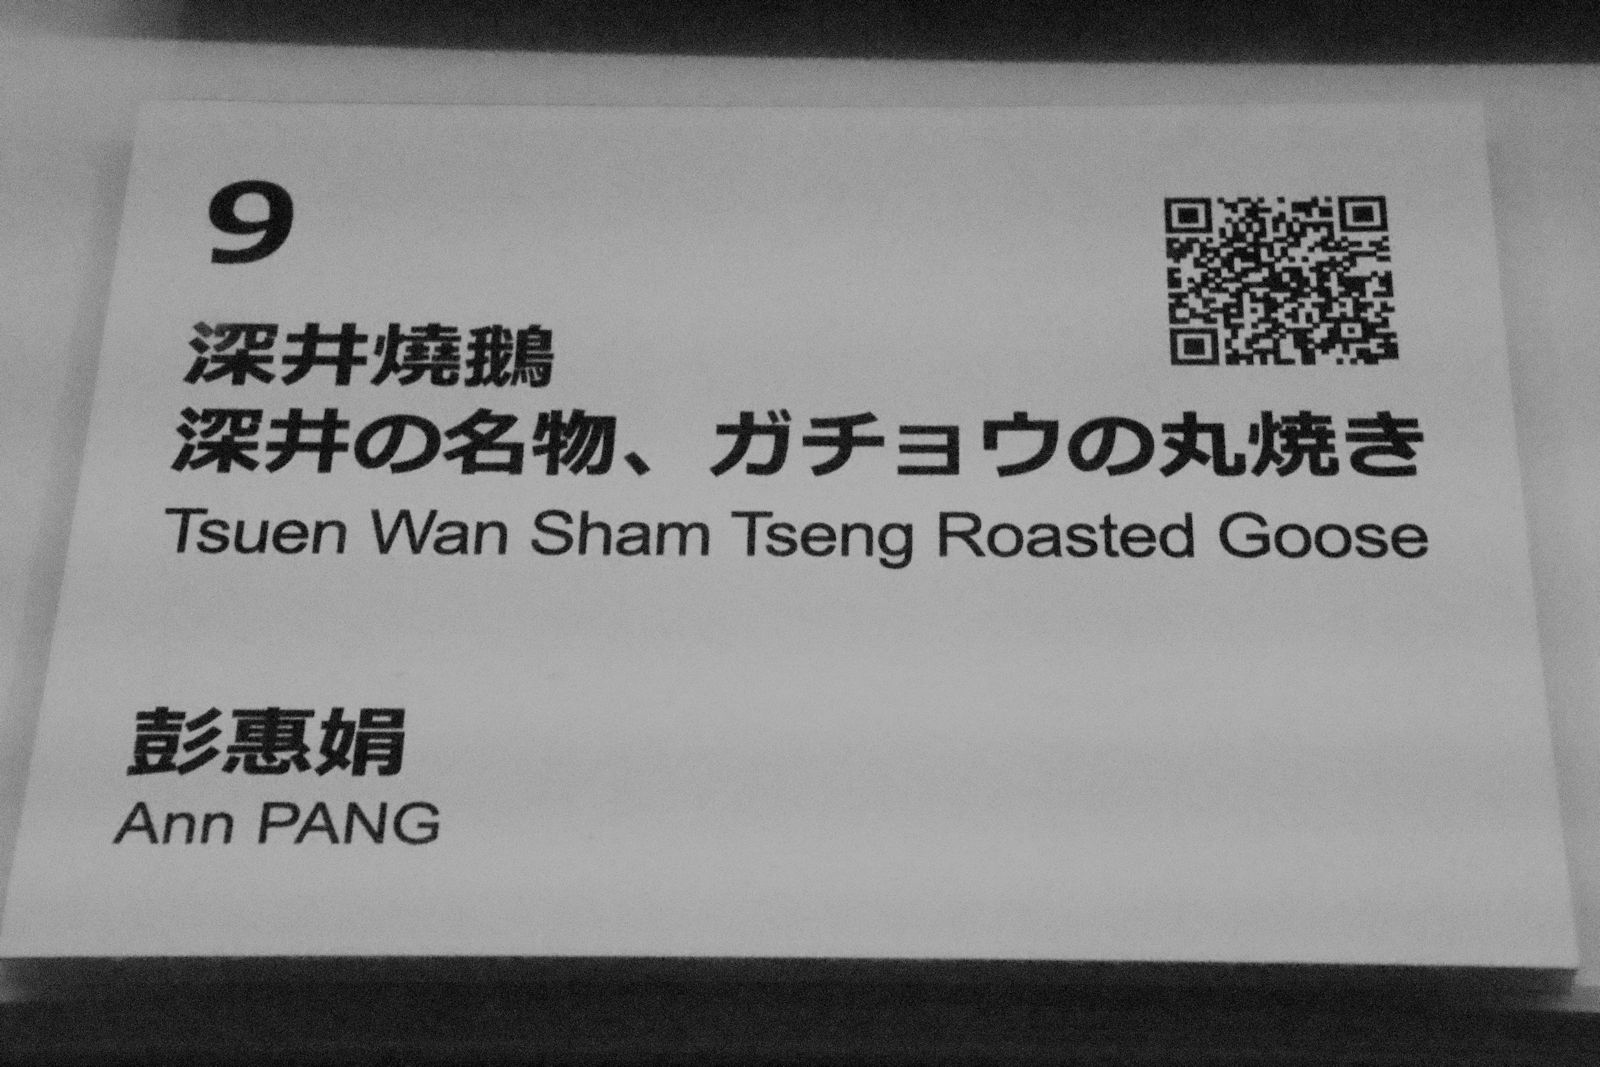 9
深井燒鵝
深井の名物、ガチョウの丸焼き
Tsuen Wan Sham Tseng Roasted Goose
彭惠娟
Ann PANG